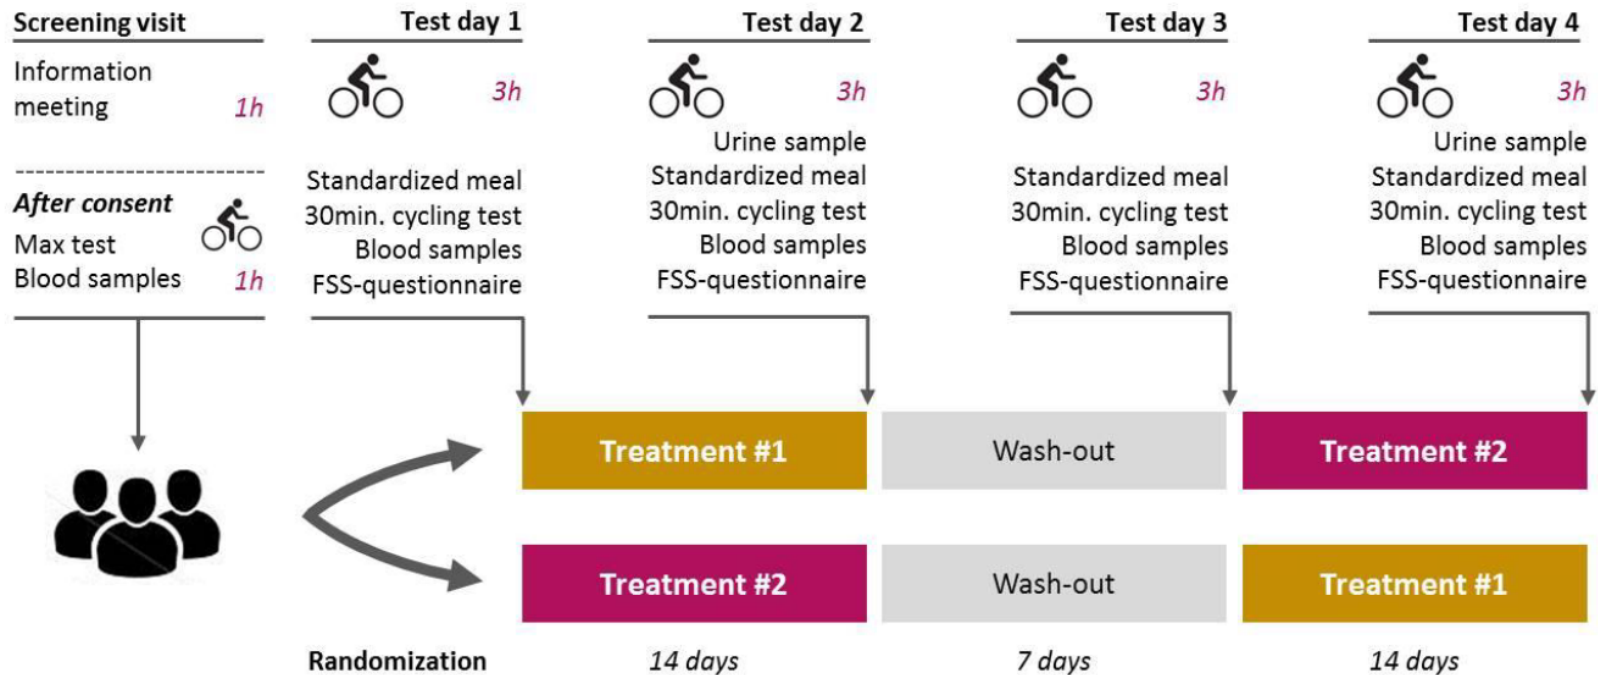 Screening visit
Information
meeting
1h
After consent
Max test
Blood samples
1h
Test day 1
3h
Standardized meal
30min. cycling test
Blood samples
FSS-questionnaire
Test day 2
3h
Urine sample
Standardized meal
30min. cycling test
Blood samples
FSS-questionnaire
Test day 3
3h
Standardized meal
30min. cycling test
Blood samples
FSS-questionnaire
Test day 4
3h
Urine sample
Standardized meal
30min. cycling test
Blood samples
FSS-questionnaire
Treatment #1
Wash-out
Treatment #2
Treatment #2
Wash-out
Treatment #1
Randomization
14 days
7 days
14 days